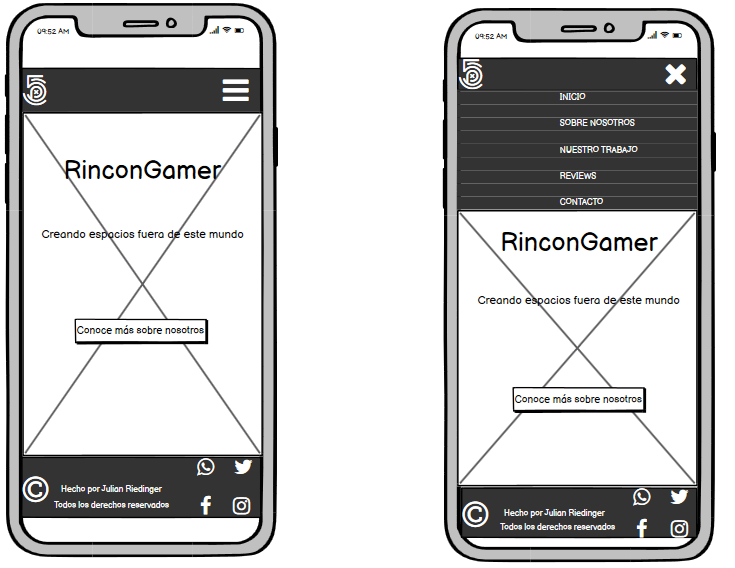 09:52 AM
RinconGamer
Creando espacios fuera de este mundo
Conoce más sobre nosotros
© Hecho por Julian Riedinger
Todos los derechos reservados
09:52 AM
INICIO
SOBRE NOSOTROS
NUESTRO TRABAJO
REVIEWS
CONTACTO
RinconGamer
Creando espacios fuera de este mundo
Conoce más sobre nosotros
© Hecho por Julian Riedinger
Todos los derechos reservados